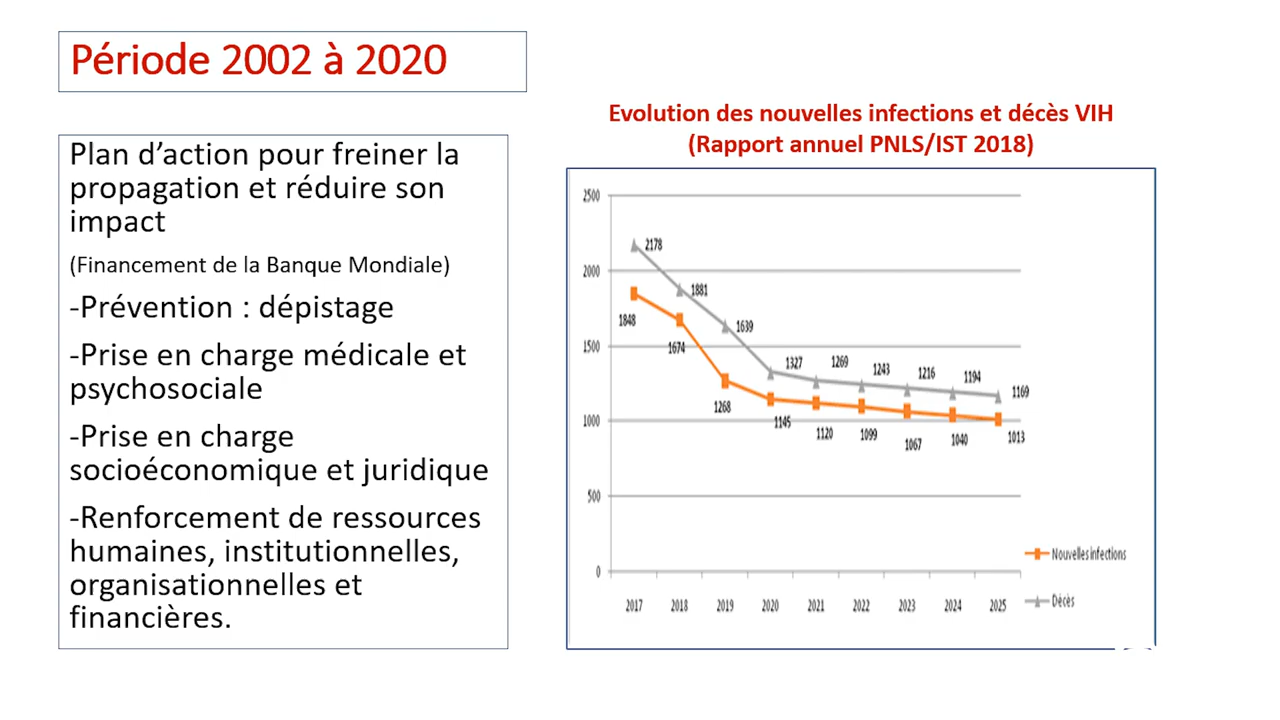 Période 2002 à 2020
Plan d’action pour freiner la
propagation et réduire son
impact
(Financement de la Banque Mondiale)
-Prévention : dépistage
-Prise en charge médicale et
psychosociale
-Prise en charge
socioéconomique et juridique
-Renforcement de ressources
humaines, institutionnelles,
organisationnelles et
financières.
Evolution des nouvelles infections et décès VIH
(Rapport annuel PNLS/IST 2018)
2500
2000
1500
1000
500
0
2178
1881
1639
1327
1269
1243
1216
1194
1169
1848
1674
1268
1145
1120
1099
1067
1040
1013
2017 2018 2019 2020 2021 2022 2023 2024 2025
Nouvelles infections
Décès